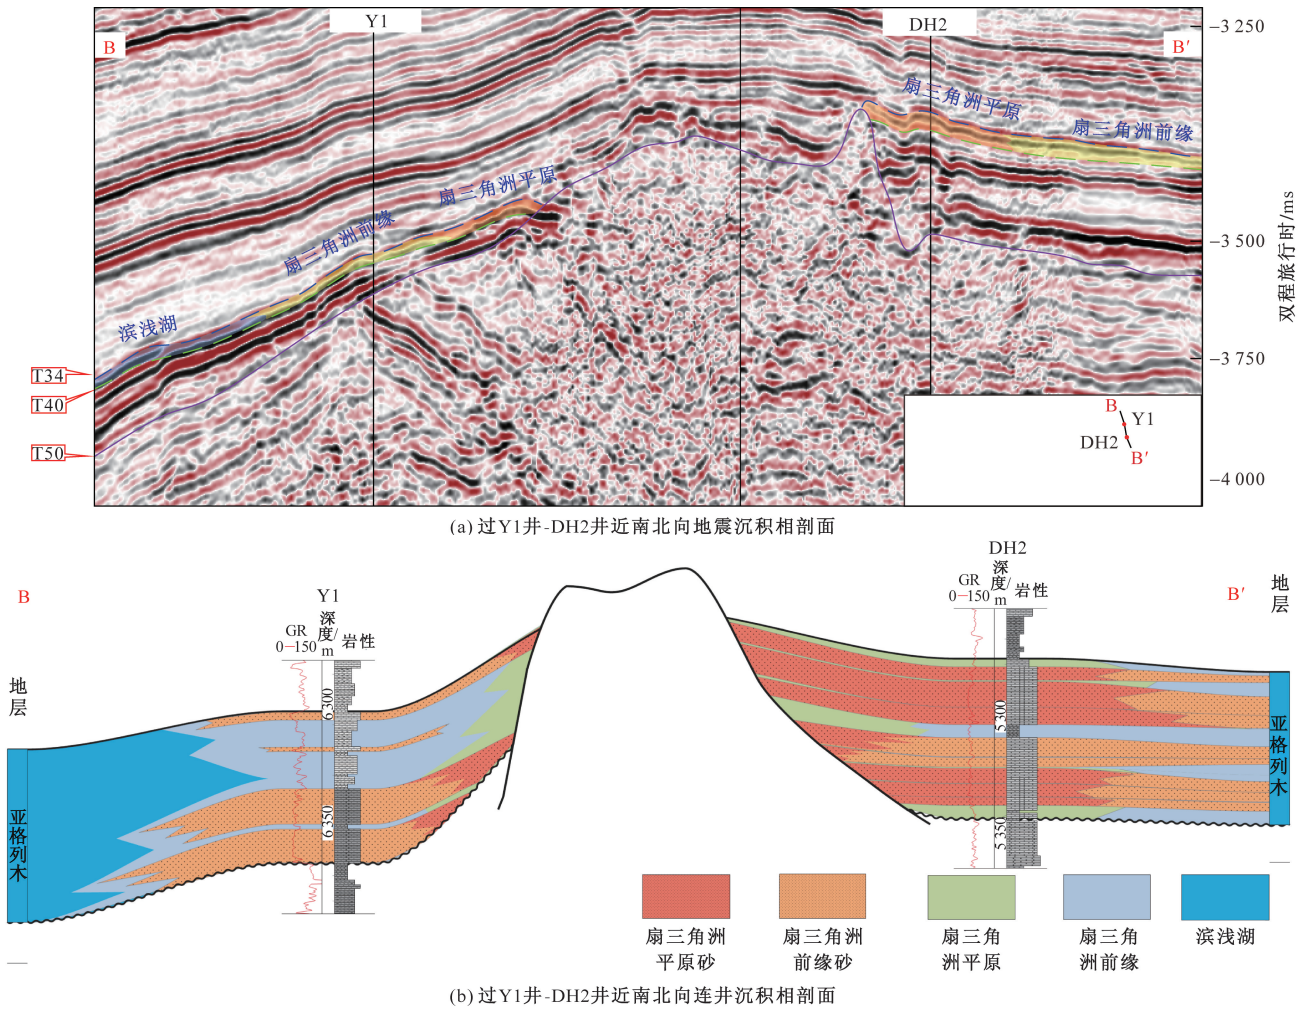 Y1
DH2
B
B′
−3 250
−3 500
−3 750
−4 000
双程旅行时/ms
扇三角洲平原
扇三角洲前缘
扇三角洲平原
扇三角洲前缘
滨浅湖
T34
T40
T50
B
Y1
DH2
B′
(a) 过Y1井-DH2井近南北向地震沉积相剖面
B
B′
Y1
GR
0−150
深度/m
岩性
DH2
GR
0−150
深度/m
岩性
地层
地层
6 300
6 350
5 300
5 350
亚格列木
亚格列木
扇三角洲
平原砂
扇三角洲
前缘砂
扇三角
洲平原
扇三角
洲前缘
滨浅湖
(b) 过Y1井-DH2井近南北向连井沉积相剖面